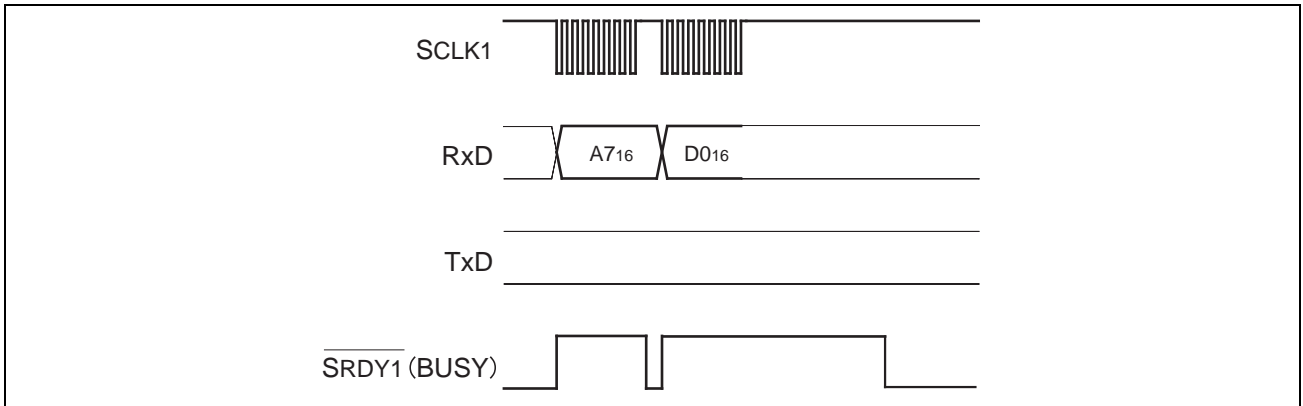 SCLK1
RxD
A716
D016
TxD
SRDY1 (BUSY)